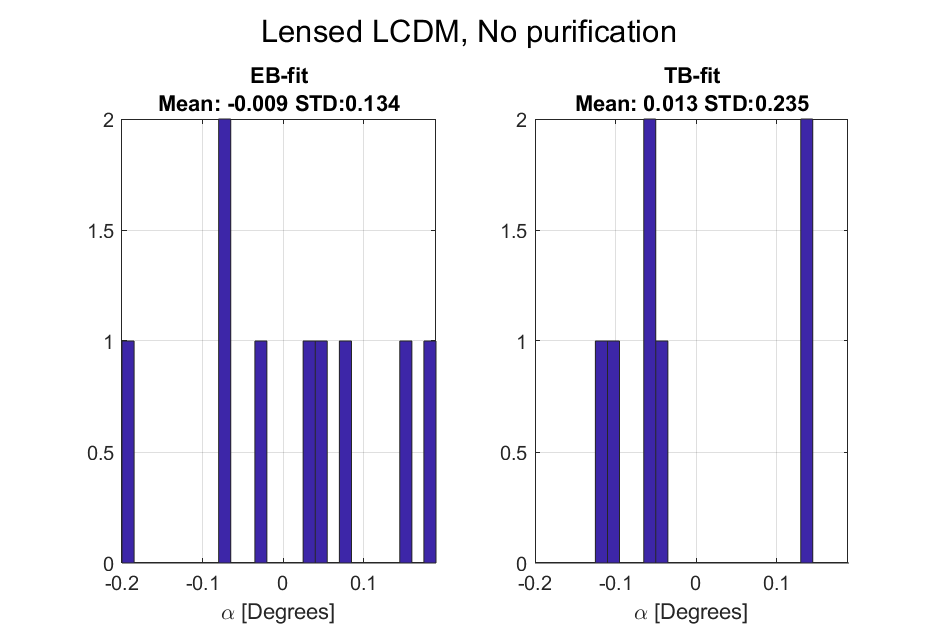 Lensed LCDM, No purification
EB-fit
Mean: -0.009 STD:0.134
2
1.5
1
0.5
0
-0.2 -0.1 0 0.1
α [Degrees]
TB-fit
Mean: 0.013 STD:0.235
2
1.5
1
0.5
0
-0.2 -0.1 0 0.1
α [Degrees]